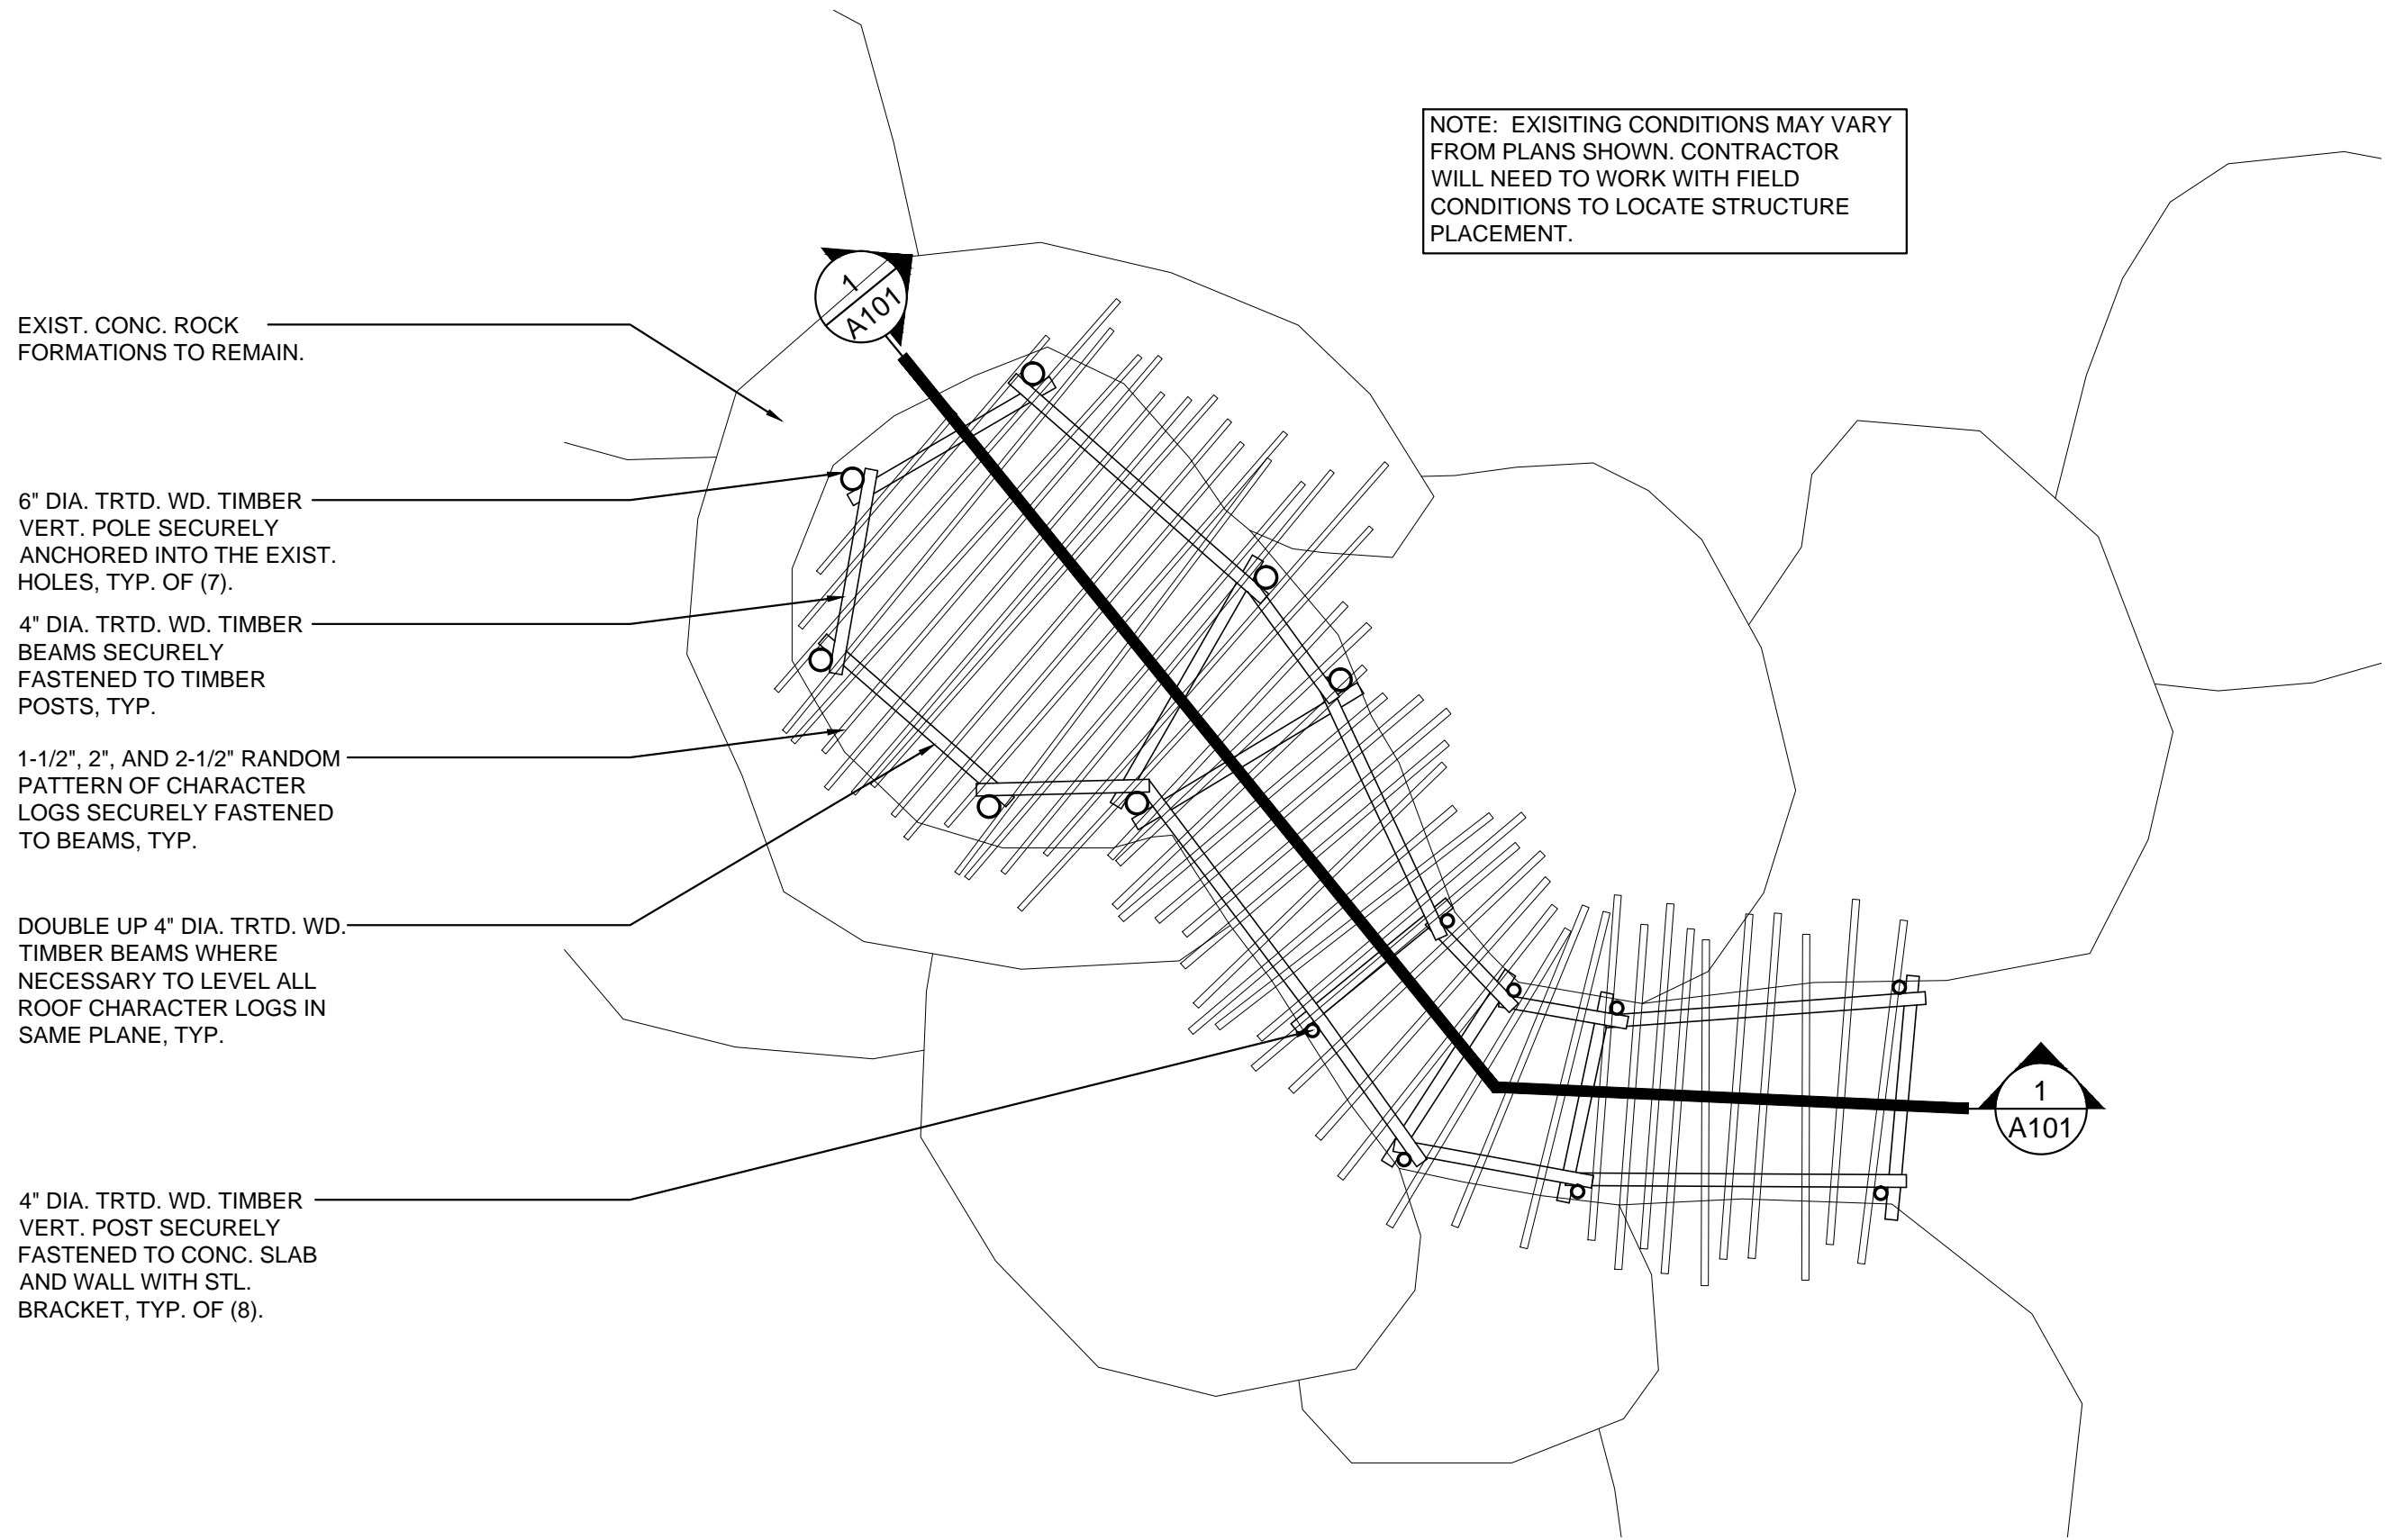 NOTE: EXISITING CONDITIONS MAY VARY
FROM PLANS SHOWN. CONTRACTOR
WILL NEED TO WORK WITH FIELD
CONDITIONS TO LOCATE STRUCTURE
PLACEMENT.
1
A101
EXIST. CONC. ROCK
FORMATIONS TO REMAIN.
6" DIA. TRTD. WD. TIMBER
VERT. POLE SECURELY
ANCHORED INTO THE EXIST.
HOLES, TYP. OF (7).
4" DIA. TRTD. WD. TIMBER
BEAMS SECURELY
FASTENED TO TIMBER
POSTS, TYP.
1-1/2", 2", AND 2-1/2" RANDOM
PATTERN OF CHARACTER
LOGS SECURELY FASTENED
TO BEAMS, TYP.
DOUBLE UP 4" DIA. TRTD. WD.
TIMBER BEAMS WHERE
NECESSARY TO LEVEL ALL
ROOF CHARACTER LOGS IN
SAME PLANE, TYP.
1
A101
4" DIA. TRTD. WD. TIMBER
VERT. POST SECURELY
FASTENED TO CONC. SLAB
AND WALL WITH STL.
BRACKET, TYP. OF (8).